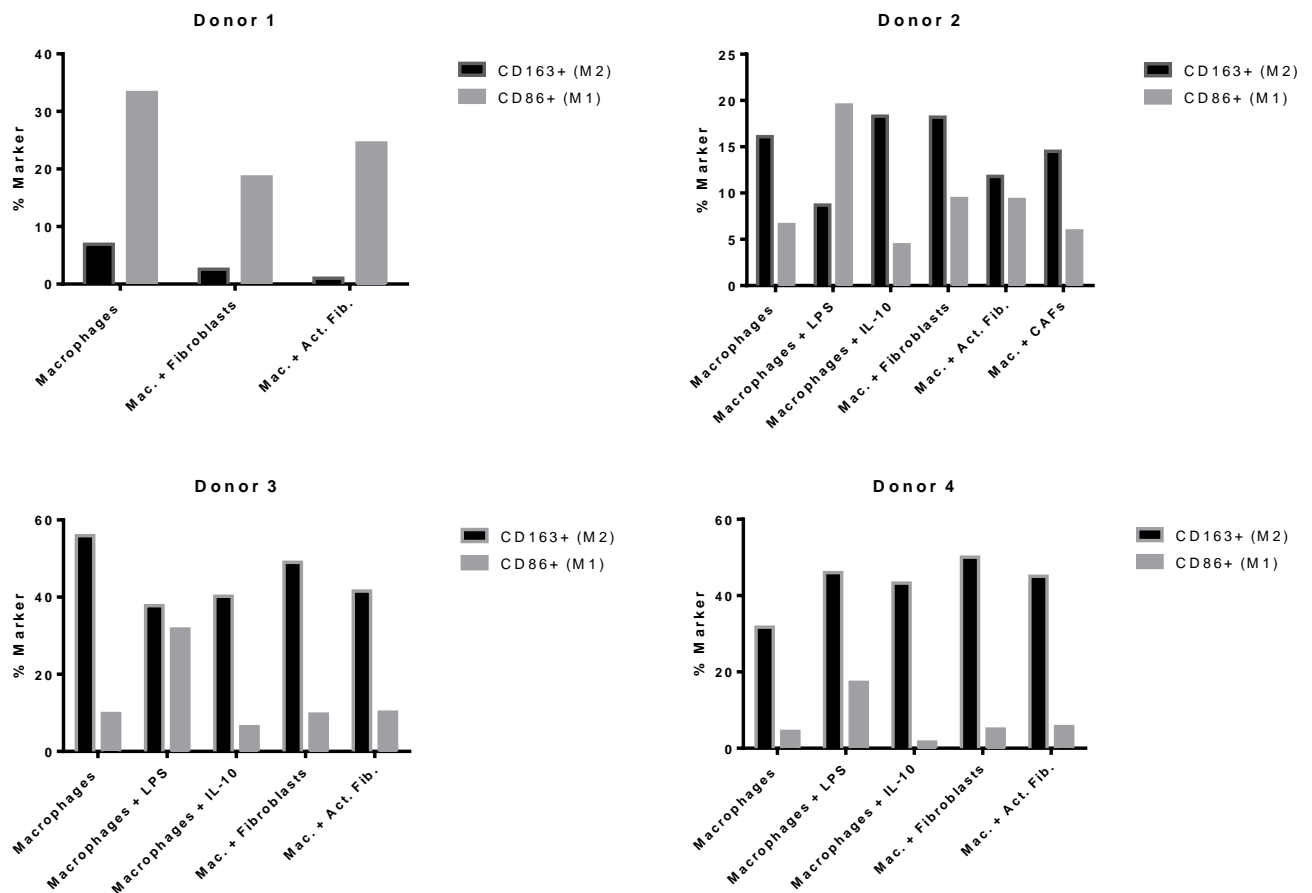 Donor 1
40
30
20
10
0
% Marker
Macrophages
Mac. + Fibroblasts
Mac. + Act. Fib.
CD163+ (M2)
CD86+ (M1)
Donor 2
25
20
15
10
5
0
% Marker
Macrophages
Macrophages + LPS
Macrophages + IL-10
Mac. + Fibroblasts
Mac. + Act. Fib.
Mac. + CAFs
CD163+ (M2)
CD86+ (M1)
Donor 3
60
40
20
0
% Marker
Macrophages
Macrophages + LPS
Macrophages + IL-10
Mac. + Fibroblasts
Mac. + Act. Fib.
CD163+ (M2)
CD86+ (M1)
Donor 4
60
40
20
0
% Marker
Macrophages
Macrophages + LPS
Macrophages + IL-10
Mac. + Fibroblasts
Mac. + Act. Fib.
CD163+ (M2)
CD86+ (M1)